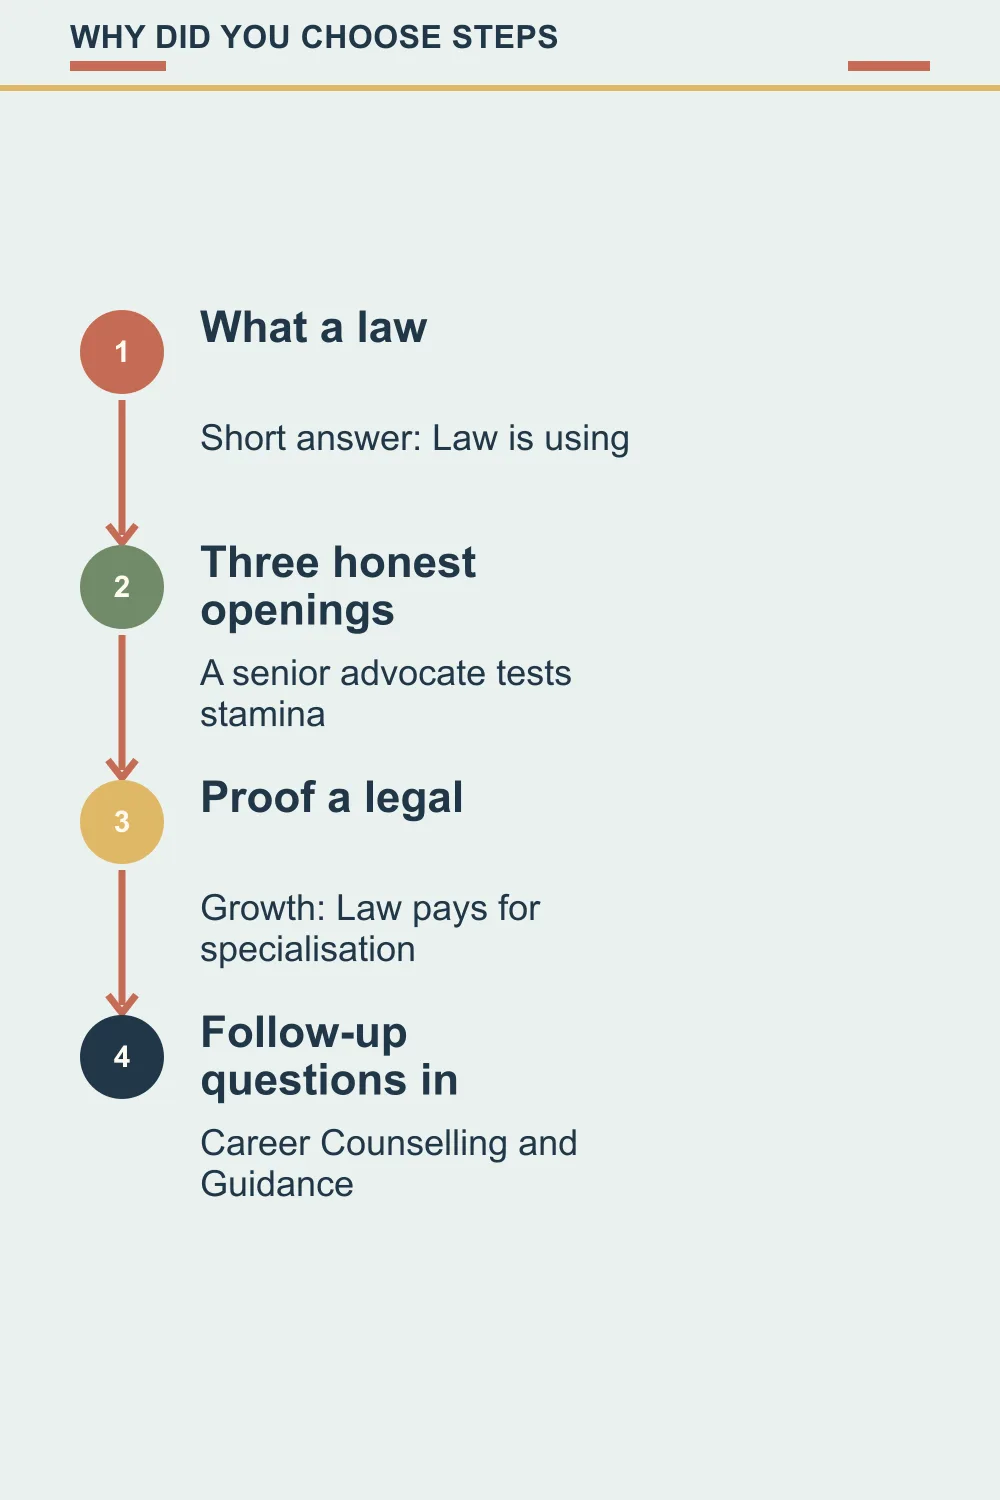 WHY DID YOU CHOOSE STEPS
1
What a law
Short answer: Law is using
2
Three honest
openings
A senior advocate tests
stamina
3
Proof a legal
Growth: Law pays for
specialisation
4
Follow-up
questions in
Career Counselling and
Guidance